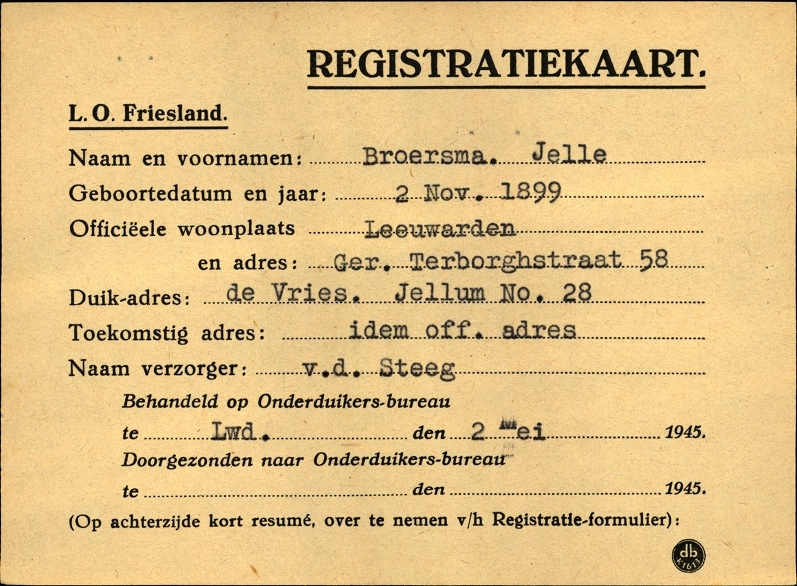 REGISTRATIEKAART.
L. O. Friesland.
Naam en voornamen: Broersma. Jelle
Geboortedatum en jaar: 2 Nov. 1899
Officiëele woonplaats Leeuwarden
en adres: Ger. Terborghstraat 58
Duik-adres: de Vries. Jellum No. 28
Toekomstig adres: idem off. adres
Naam verzorger: v.d. Steeg
Behandeld op Onderduikers-bureau
te Lwd. den 2 Mei 1945.
Doorgezonden naar Onderduikers-bureau
te den 1945.
(Op achterzijde kort resumé, over te nemen v/h Registratie-formulier):
db
K1613